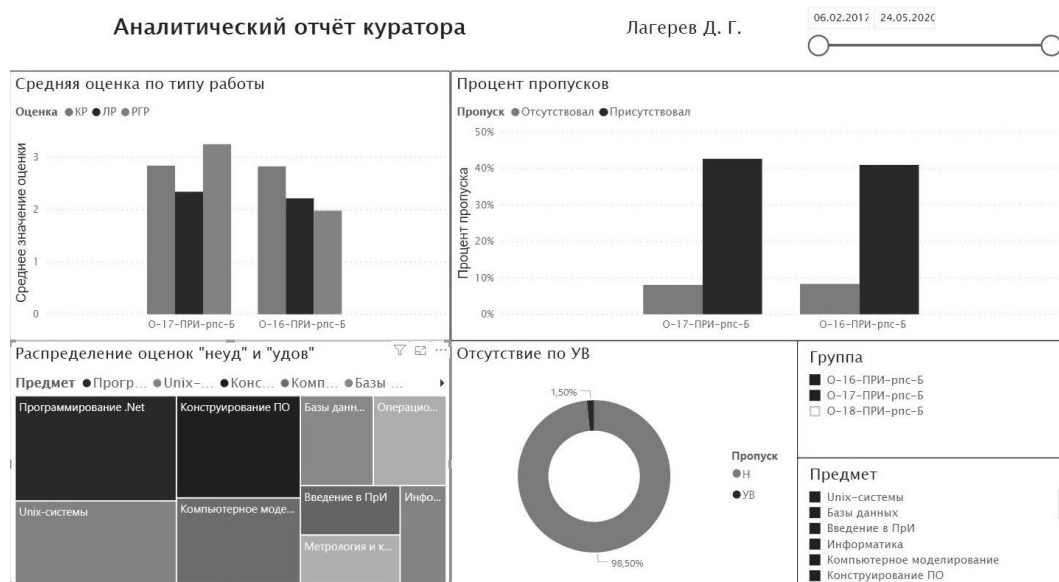 Аналитический отчёт куратора
Лагерев Д. Г.
06.02.2017 24.05.2020
Средняя оценка по типу работы
Оценка КР ЛР РГР
Среднее значение оценки
3
2
1
0
О-17-ПРИ-рпс-Б О-16-ПРИ-рпс-Б
Процент пропусков
Пропуск Отсутствовал Присутствовал
Процент пропуска
50%
40%
30%
20%
10%
0%
О-17-ПРИ-рпс-Б О-16-ПРИ-рпс-Б
Распределение оценок "неуд" и "удов"
Предмет Прогр... Unix-... Конс... Комп... Базы ...
Программирование .Net
Конструирование ПО
Базы данн...
Операцио...
Unix-системы
Компьютерное моде...
Введение в ПрИ
Инфо...
Метрология и к...
Отсутствие по УВ
1,50%
98,50%
Пропуск
Н
УВ
Группа
О-16-ПРИ-рпс-Б
О-17-ПРИ-рпс-Б
О-18-ПРИ-рпс-Б
Предмет
Unix-системы
Базы данных
Введение в ПрИ
Информатика
Компьютерное моделирование
Конструирование ПО